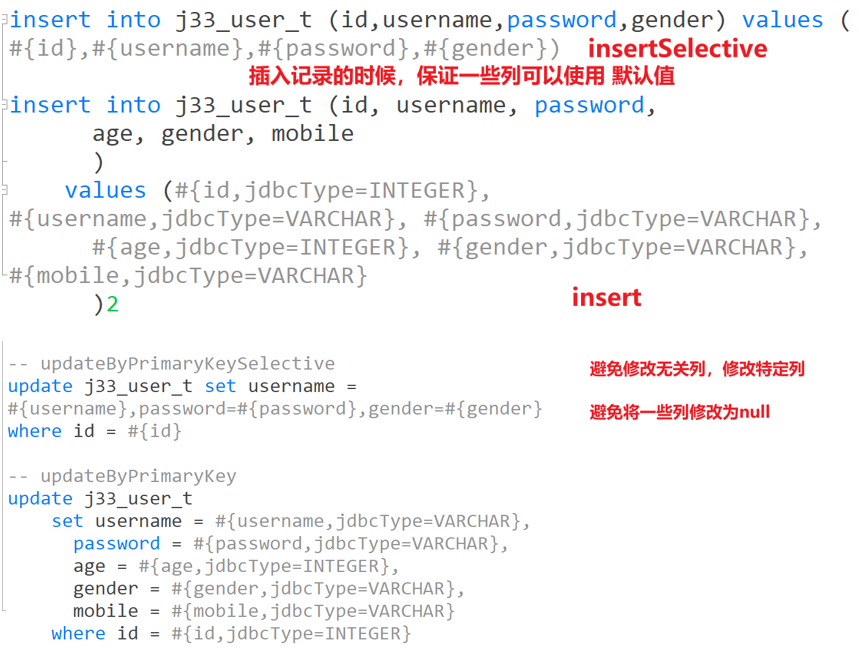 insert into j33_user_t (id,username,password,gender) values (
#{id},#{username},#{password},#{gender}) insertSelective
插入记录的时候，保证一些列可以使用 默认值
insert into j33_user_t (id, username, password,
age, gender, mobile
)
values (#{id,jdbcType=INTEGER},
#{username,jdbcType=VARCHAR}, #{password,jdbcType=VARCHAR},
#{age,jdbcType=INTEGER}, #{gender,jdbcType=VARCHAR},
#{mobile,jdbcType=VARCHAR}
)2
insert
-- updateByPrimaryKeySelective
避免修改无关列，修改特定列
update j33_user_t set username =
#{username},password=#{password},gender=#{gender}
避免将一些列修改为null
where id = #{id}
-- updateByPrimaryKey
update j33_user_t
set username = #{username,jdbcType=VARCHAR},
password = #{password,jdbcType=VARCHAR},
age = #{age,jdbcType=INTEGER},
gender = #{gender,jdbcType=VARCHAR},
mobile = #{mobile,jdbcType=VARCHAR}
where id = #{id,jdbcType=INTEGER}